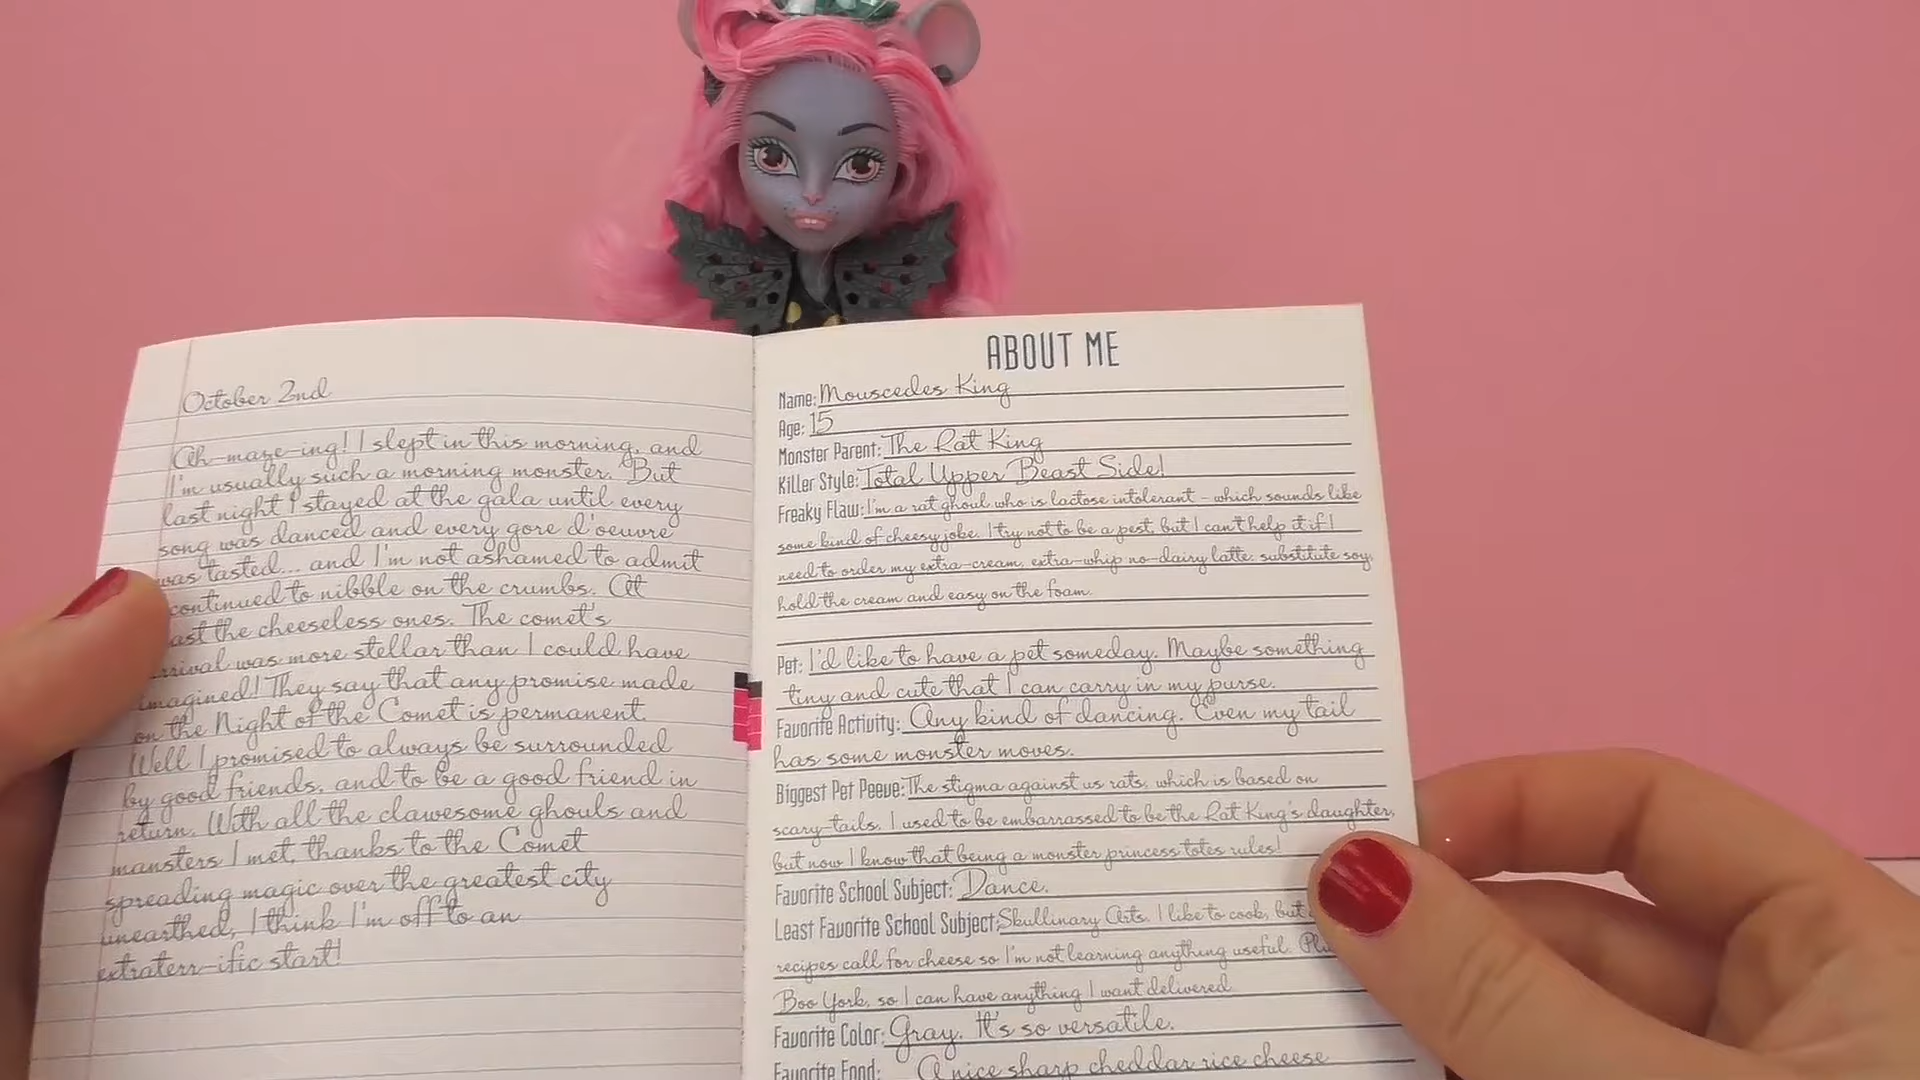 October 2nd
Ah-maze-ing! I slept in this morning, and
I'm usually such a morning monster. But
last night I stayed at the gala until every
song was danced and every gore d'oeuvre
was tasted... and I'm not ashamed to admit
continued to nibble on the crumbs. At
the cheeseless ones. The comet's
was more stellar than I could have
imagined! They say that any promise made
on the Night of the Comet is permanent.
Well I promised to always be surrounded
by good friends, and to be a good friend in
return. With all the clawesome ghouls and
mansters I met, thanks to the Comet
spreading magic over the greatest city
unearthed, I think I'm off to an
extraterr-ific start!
ABOUT ME
Name: Mouscedes King
Age: 15
Monster Parent: The Rat King
Killer Style: Total Upper Beast Side!
Freaky Flaw: I'm a rat ghoul who is lactose intolerant - which sounds like
some kind of cheesy joke. I try not to be a pest, but I can't help it if I
need to order my extra-cream, extra-whip no-dairy latte, substitute soy,
hold the cream and easy on the foam.
Pet: I'd like to have a pet someday. Maybe something
tiny and cute that I can carry in my purse.
Favorite Activity: Any kind of dancing. Even my tail
has some monster moves.
Biggest Pet Peeve: The stigma against us rats, which is based on
scary-tails. I used to be embarrassed to be the Rat King's daughter,
but now I know that being a monster princess totes rules!
Favorite School Subject: Dance.
Least Favorite School Subject: Skullinary Arts. I like to cook, but
recipes call for cheese so I'm not learning anything useful.
Boo York, so I can have anything I want delivered
Favorite Color: Gray. It's so versatile.
Favorite Food: A nice sharp cheddar rice cheese